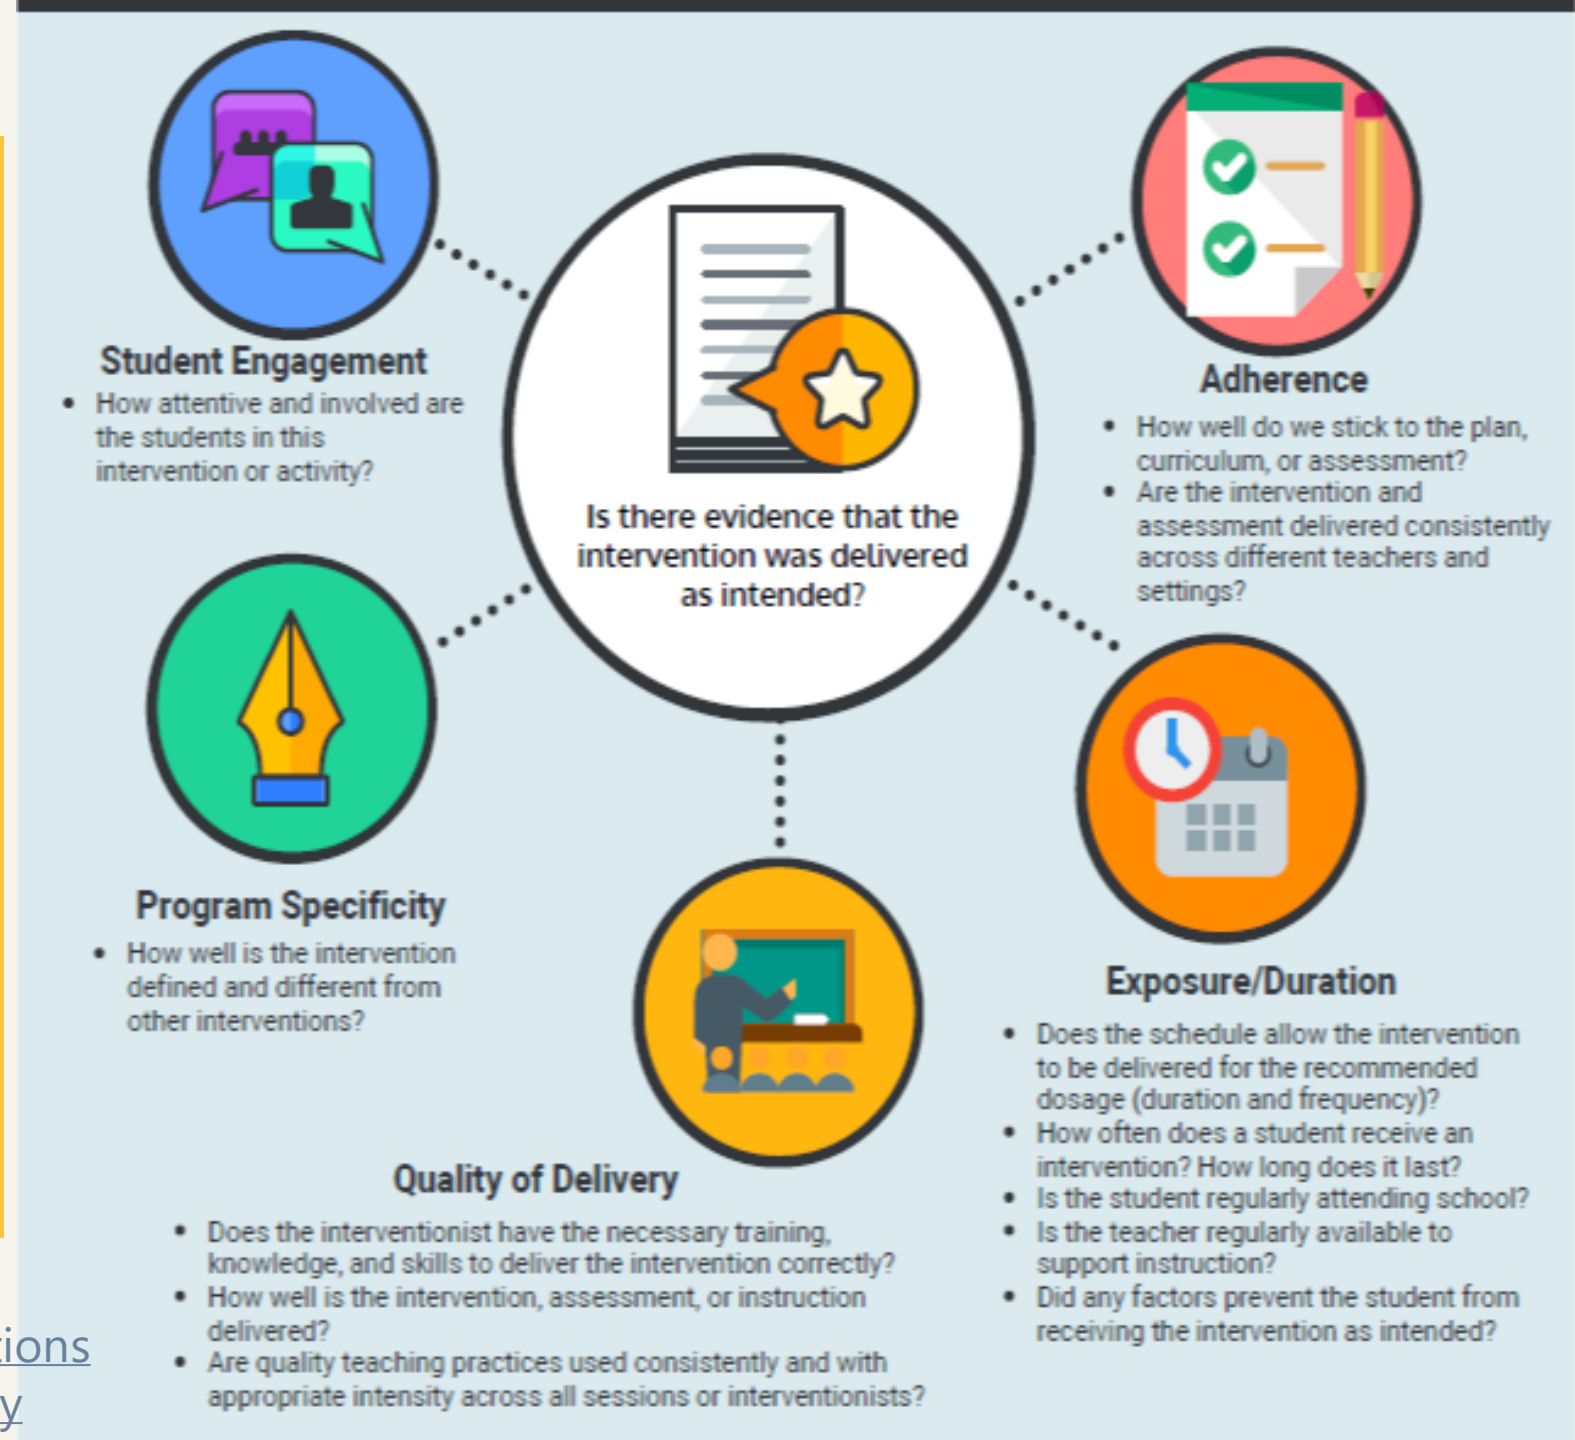 Student Engagement
• How attentive and involved are
the students in this
intervention or activity?
Is there evidence that the
intervention was delivered
as intended?
Adherence
• How well do we stick to the plan,
curriculum, or assessment?
• Are the intervention and
assessment delivered consistently
across different teachers and
settings?
Program Specificity
• How well is the intervention
defined and different from
other interventions?
Exposure/Duration
• Does the schedule allow the intervention
to be delivered for the recommended
dosage (duration and frequency)?
• How often does a student receive an
intervention? How long does it last?
• Is the student regularly attending school?
• Is the teacher regularly available to
support instruction?
• Did any factors prevent the student from
receiving the intervention as intended?
Quality of Delivery
• Does the interventionist have the necessary training,
knowledge, and skills to deliver the intervention correctly?
• How well is the intervention, assessment, or instruction
delivered?
• Are quality teaching practices used consistently and with
appropriate intensity across all sessions or interventionists?
tions
y